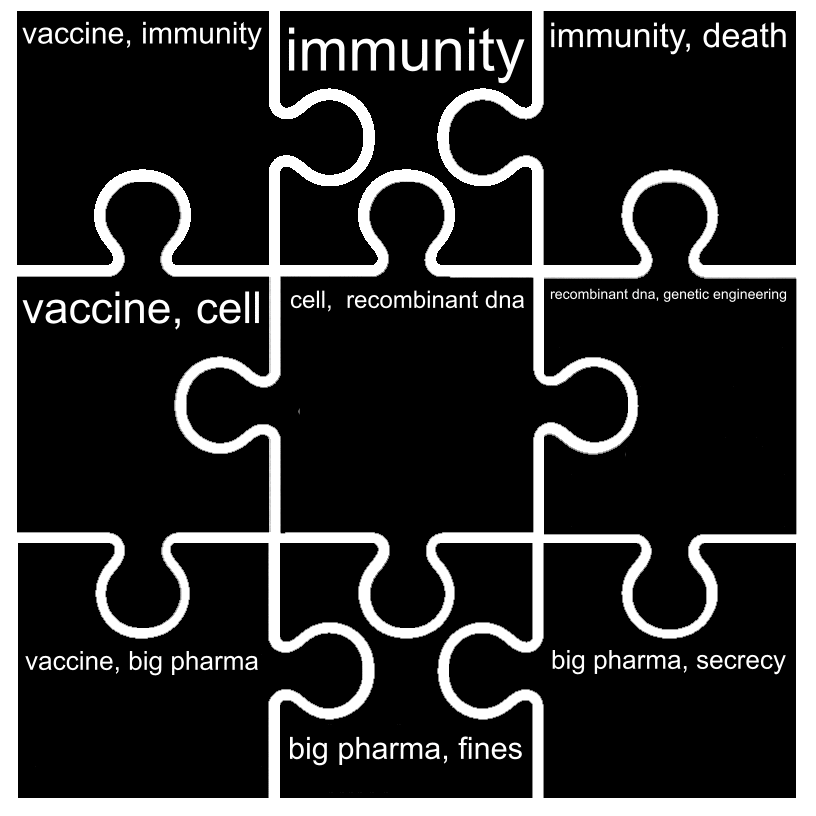 vaccine, immunity
immunity
immunity, death
vaccine, cell
cell,  recombinant dna
recombinant dna, genetic engineering
vaccine, big pharma
big pharma, fines
big pharma, secrecy